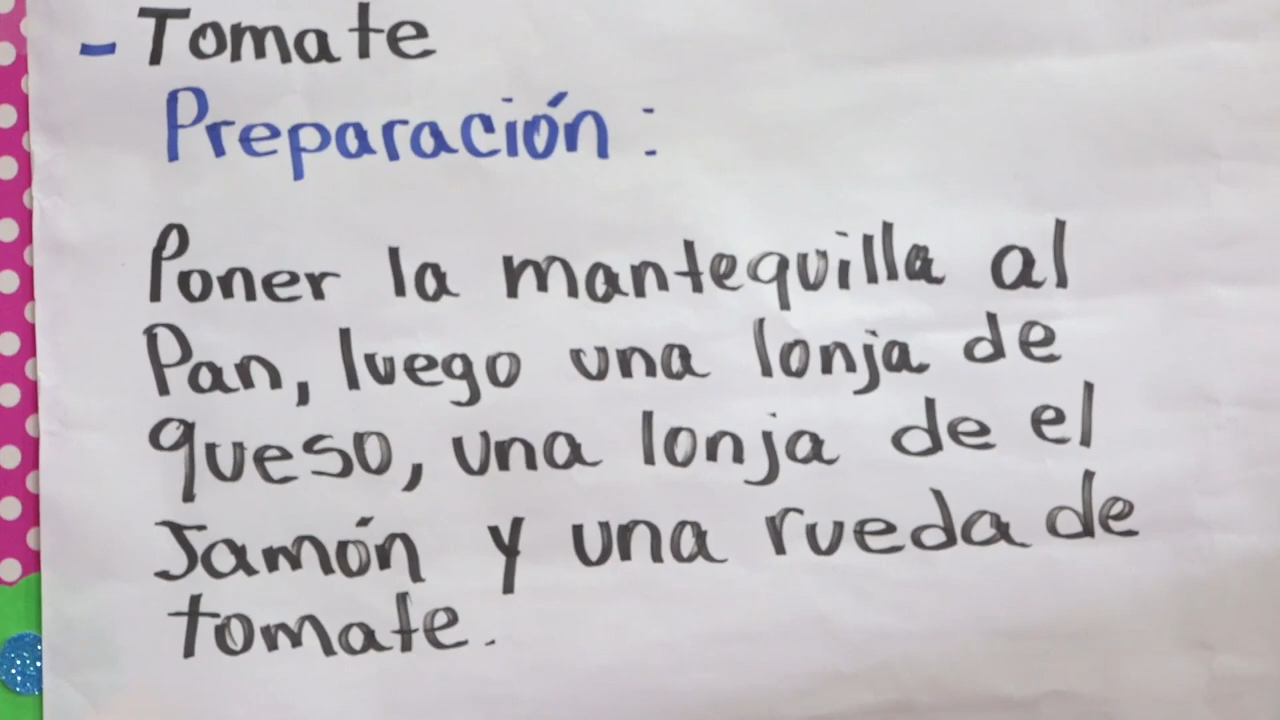 - Tomate
Preparación:
Poner la mantequilla al
Pan, luego una lonja de
queso, una lonja de el
Jamón y una rueda de
tomate.